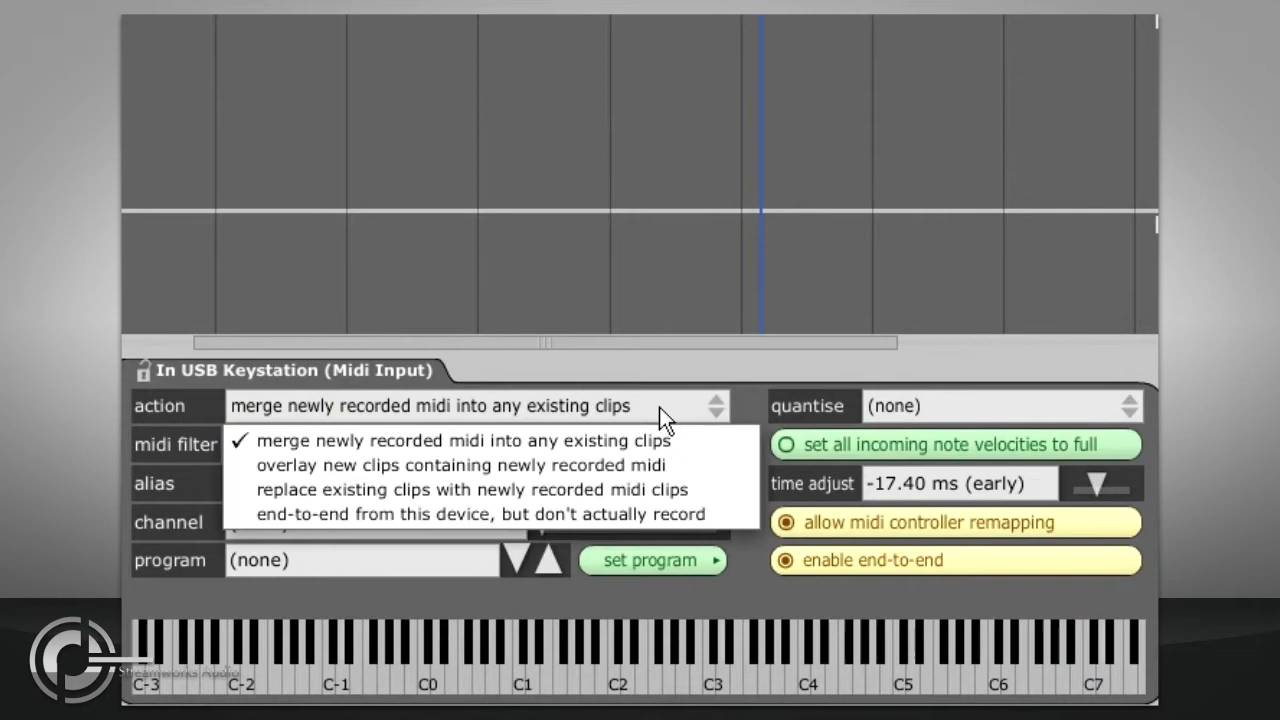 In USB Keystation (Midi Input)
action
merge newly recorded midi into any existing clips
quantise
(none)
merge newly recorded midi into any existing clips
midi filter
set all incoming note velocities to full
overlay new clips containing newly recorded midi
alias
replace existing clips with newly recorded midi clips
time adjust
-17.40 ms (early)
end-to-end from this device, but don't actually record
channel
allow midi controller remapping
program
(none)
set program
enable end-to-end
Streamworks Audio
C-3 C-2 C-1 C0 C1 C2 C3 C4 C5 C6 C7